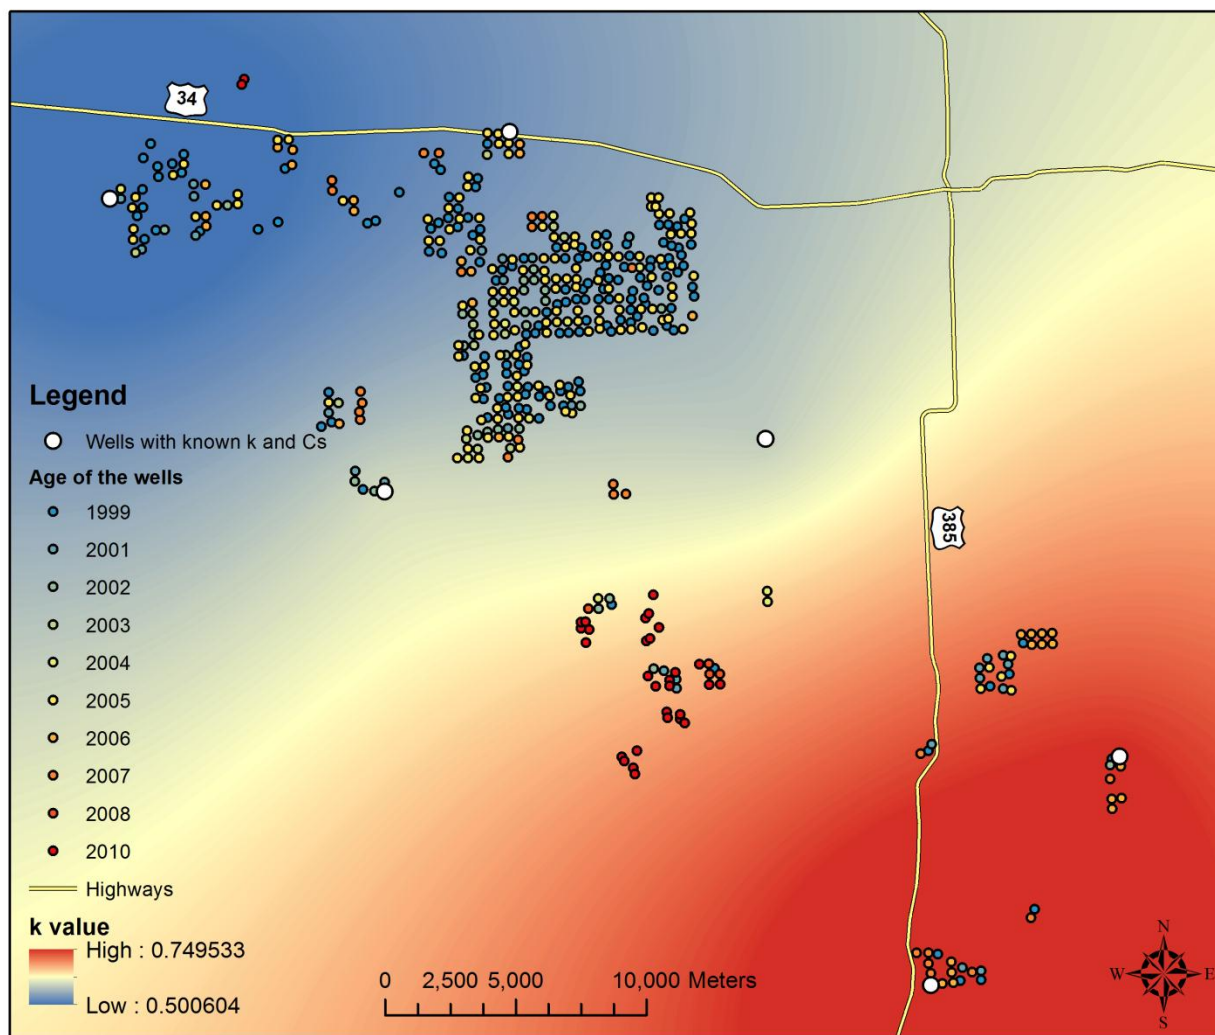 34
Legend
Wells with known k and Cs
Age of the wells
1999
2001
2002
2003
2004
2005
2006
2007
2008
2010
Highways
k value
High : 0.749533
Low : 0.500604
385
0 2,500 5,000 10,000 Meters
N
W E
S